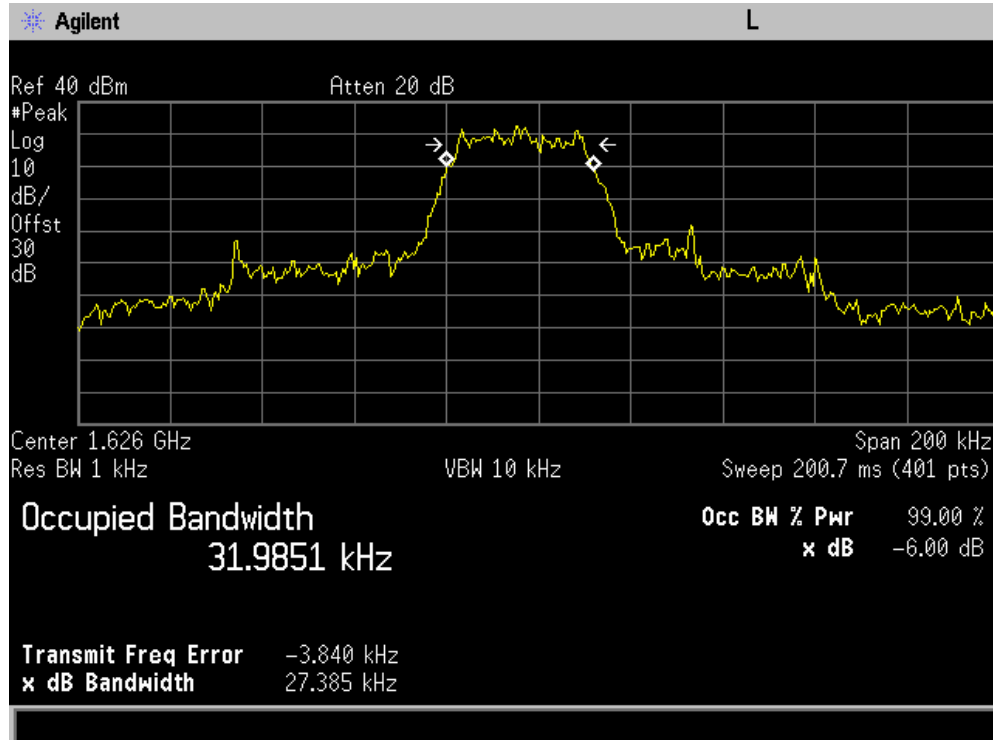 Agilent L
Ref 40 dBm Atten 20 dB
#Peak
Log
10
dB/
Offst
30
dB
Center 1.626 GHz Span 200 kHz
Res BW 1 kHz VBW 10 kHz Sweep 200.7 ms (401 pts)
Occupied Bandwidth Occ BW % Pwr 99.00 %
31.9851 kHz x dB -6.00 dB
Transmit Freq Error -3.840 kHz
x dB Bandwidth 27.385 kHz